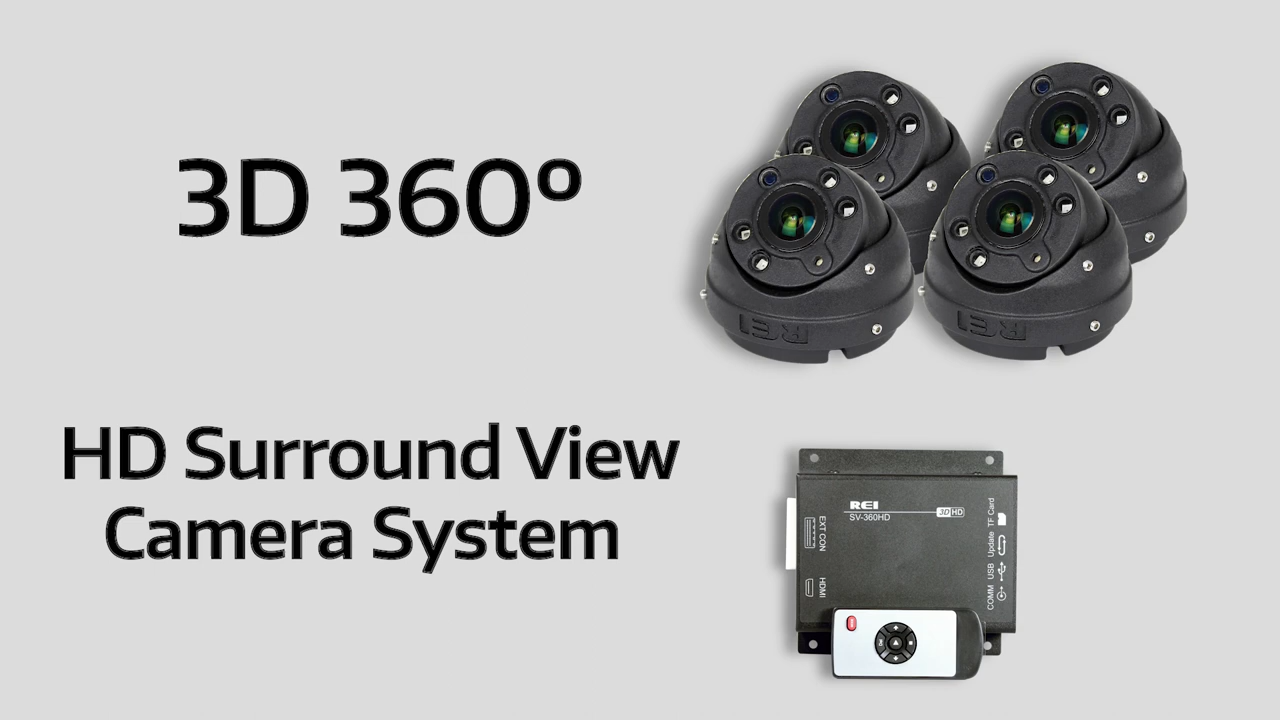 3D 360º
HD Surround View
Camera System
REI
REI
REI
SV-360HD
3D HD
EXT CON
HDMI
TF Card
Update
USB
COMM